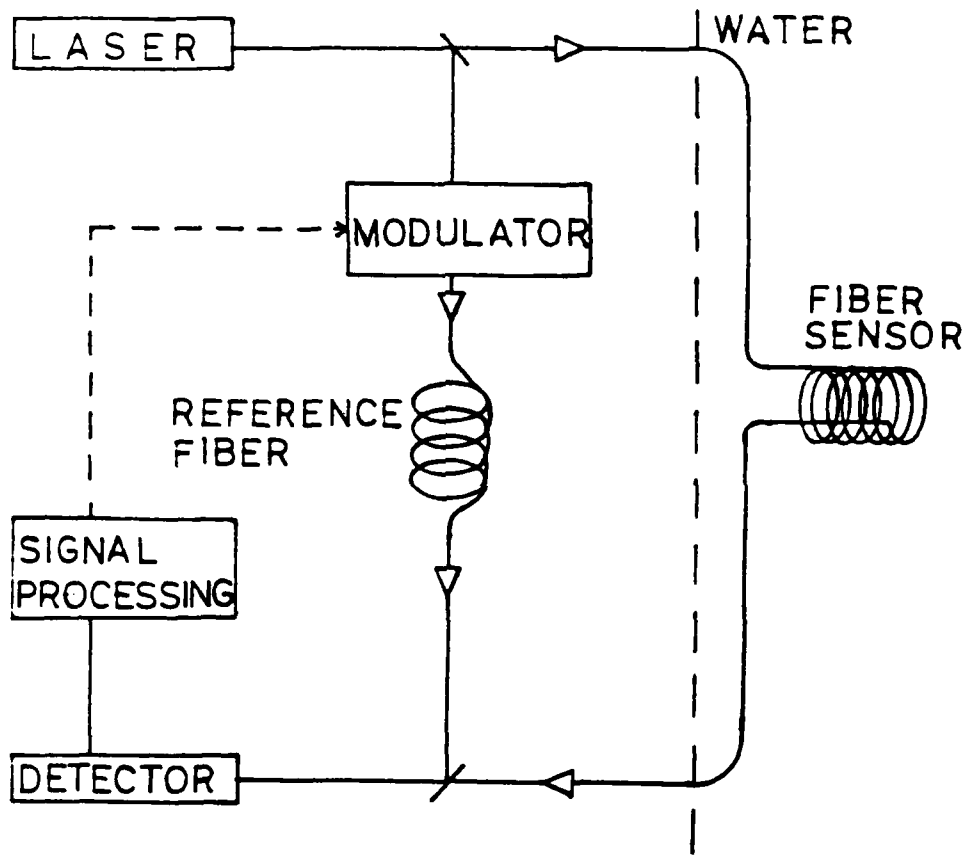 LASER
WATER
MODULATOR
FIBER
SENSOR
REFERENCE
FIBER
SIGNAL
PROCESSING
DETECTOR